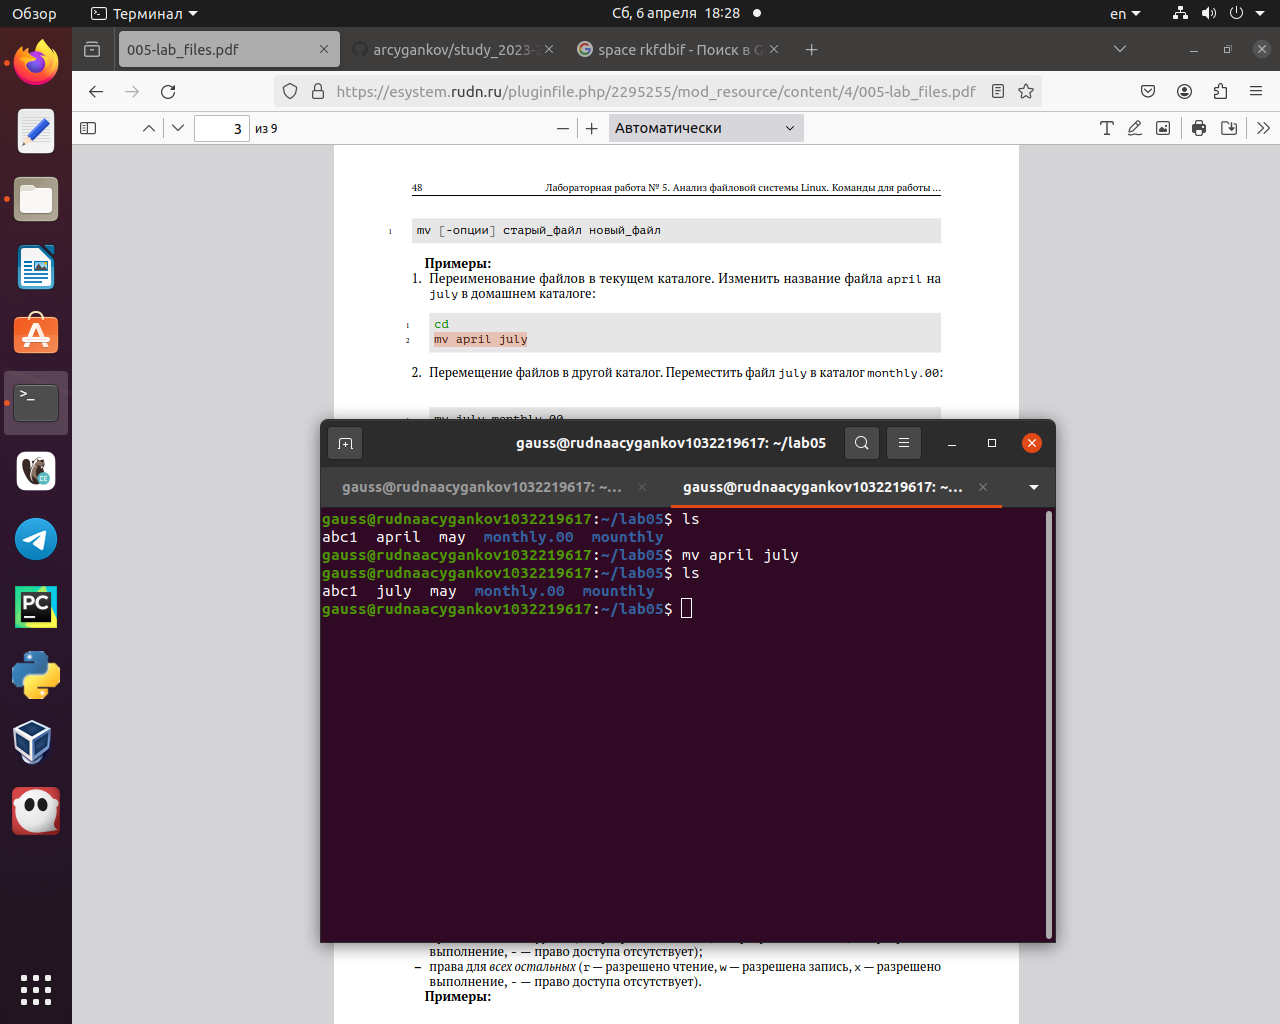 Обзор
Терминал
Сб, 6 апреля 18:28
en
005-lab_files.pdf
arcygankov/study_2023-2
space rkfdbif - Поиск в G
https://esystem.rudn.ru/pluginfile.php/2295255/mod_resource/content/4/005-lab_files.pdf
3
из 9
Автоматически
48
Лабораторная работа № 5. Анализ файловой системы Linux. Команды для работы ...
1 mv [-опции] старый_файл новый_файл
Примеры:
1. Переименование файлов в текущем каталоге. Изменить название файла april на
july в домашнем каталоге:
1 cd
2 mv april july
2. Перемещение файлов в другой каталог. Переместить файл july в каталог monthly.00:
mv july monthly.00
gauss@rudnaacygankov1032219617: ~/lab05
gauss@rudnaacygankov1032219617: ~...
gauss@rudnaacygankov1032219617: ~...
gauss@rudnaacygankov1032219617:~/lab05$ ls
abc1 april may monthly.00 mounthly
gauss@rudnaacygankov1032219617:~/lab05$ mv april july
gauss@rudnaacygankov1032219617:~/lab05$ ls
abc1 july may monthly.00 mounthly
gauss@rudnaacygankov1032219617:~/lab05$
выполнение, - — право доступа отсутствует);
– права для всех остальных (r — разрешено чтение, w — разрешена запись, x — разрешено
выполнение, - — право доступа отсутствует).
Примеры: